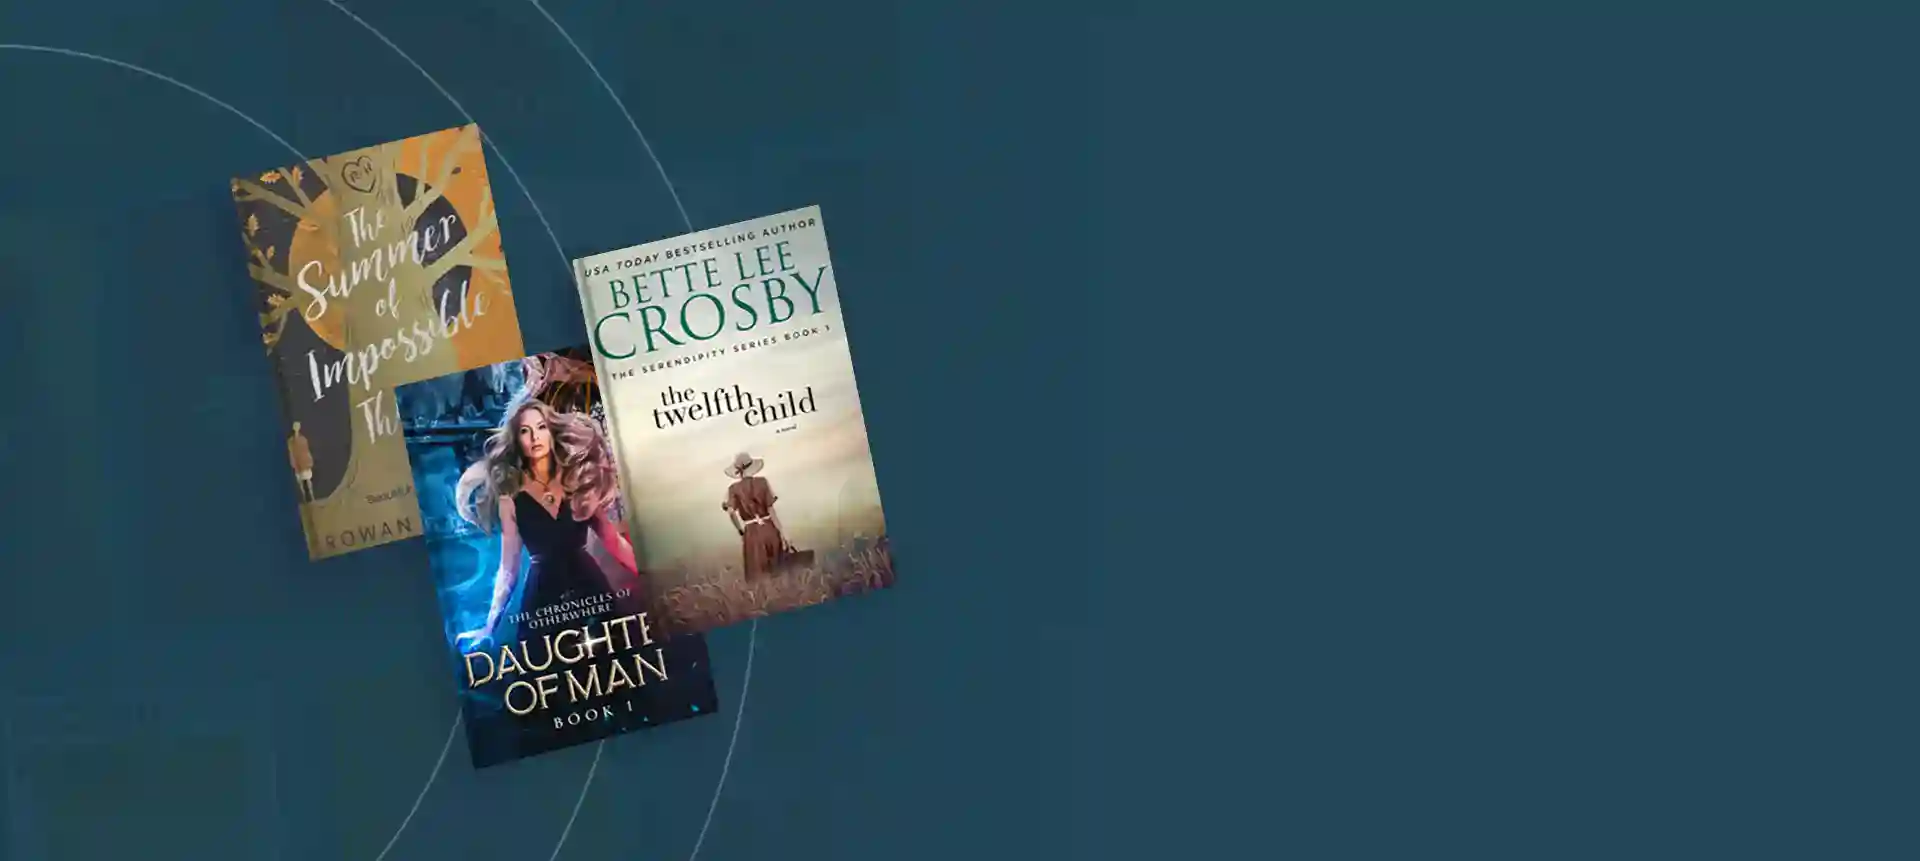 The
Summer
of
Impossible
Th
ROWAN
USA TODAY BESTSELLING AUTHOR
BETTE LEE
CROSBY
THE SERENDIPITY SERIES BOOK 1
the
twelfth
child
a novel
THE CHRONICLES OF
OTHERWHERE
DAUGHTE
OF MAN
BOOK 1